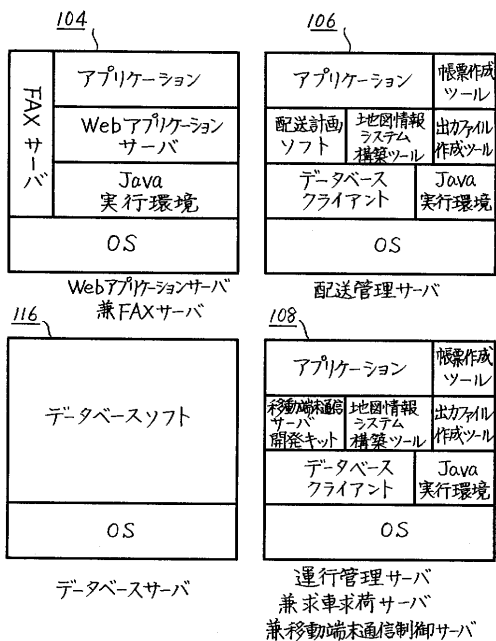 104
FAXサーバ
アプリケーション
Webアプリケーション
サーバ
Java
実行環境
OS
Webアプリケーションサーバ
兼FAXサーバ
106
アプリケーション
帳票作成
ツール
配送計画
ソフト
地図情報
システム
構築ツール
出力ファイル
作成ツール
データベース
クライアント
Java
実行環境
OS
配送管理サーバ
116
データベースソフト
OS
データベースサーバ
108
アプリケーション
帳票作成
ツール
移動端末通信
サーバ
開発キット
地図情報
システム
構築ツール
出力ファイル
作成ツール
データベース
クライアント
Java
実行環境
OS
運行管理サーバ
兼求車求荷サーバ
兼移動端末通信制御サーバ